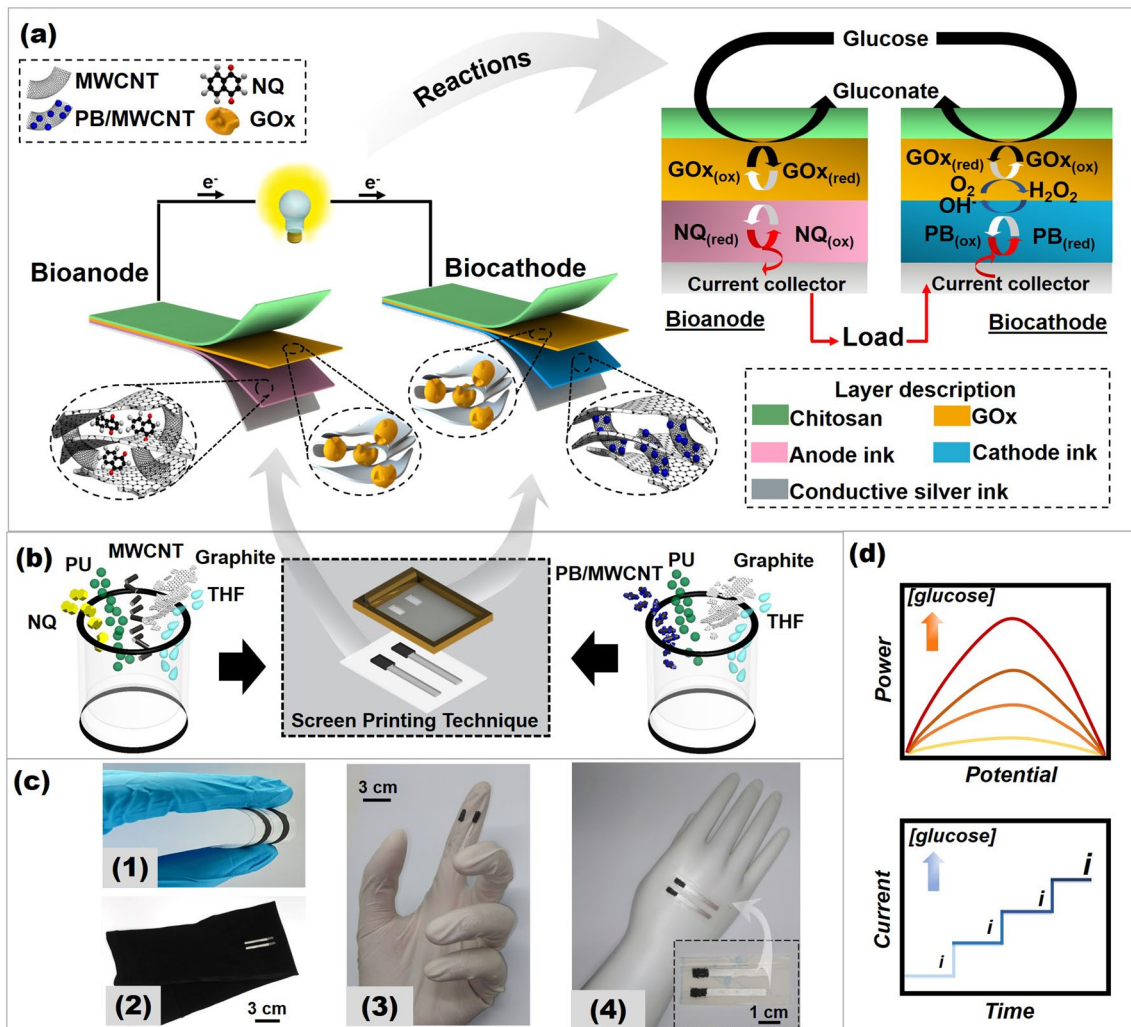 (a)
MWCNT
NQ
PB/MWCNT
GOx
Reactions
e-
e-
Bioanode
Biocathode
Glucose
Gluconate
GOx(ox)
GOx(red)
NQ(red)
NQ(ox)
Current collector
Bioanode
GOx(red)
GOx(ox)
O2
H2O2
OH-
PB(ox)
PB(red)
Current collector
Biocathode
Load
Layer description
Chitosan
GOx
Anode ink
Cathode ink
Conductive silver ink
(b)
PU
MWCNT
Graphite
THF
NQ
Screen Printing Technique
PB/MWCNT
PU
Graphite
THF
(c)
(1)
(2)
3 cm
3 cm
(3)
(4)
1 cm
(d)
[glucose]
Power
Potential
[glucose]
Current
i
i
i
i
Time